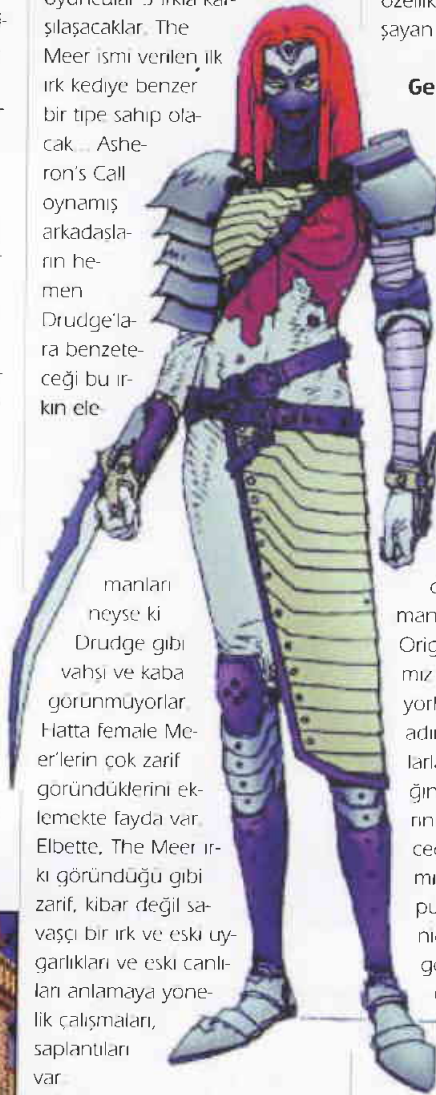 oyuncular 5 ırkla kar-
şılaşacaklar. The
Meer ismi verilen ilk
ırk kediye benzer
bir tipe sahip ola-
cak... Ashe-
ron's Call
oynamış
arkadaşla-
rın he-
men
Drudge'la-
ra benzete-
ceği bu ır-
kın ele-
manları
neyse ki
Drudge gibi
vahşi ve kaba
görünmüyorlar.
Hatta female Me-
er'lerin çok zarif
göründüklerini ek-
lemekte fayda var.
Elbette, The Meer ır-
kı göründüğü gibi
zarif, kibar değil sa-
vaşçı bir ırk ve eski uy-
garlıkları ve eski canlı-
ları anlamaya yöne-
lik çalışmaları,
saplantıları
var
özellik
şayan
Ge
man
Orig
mız
yorl
adır
larla
ğın
rın
ced
mı
pu
nı
ge